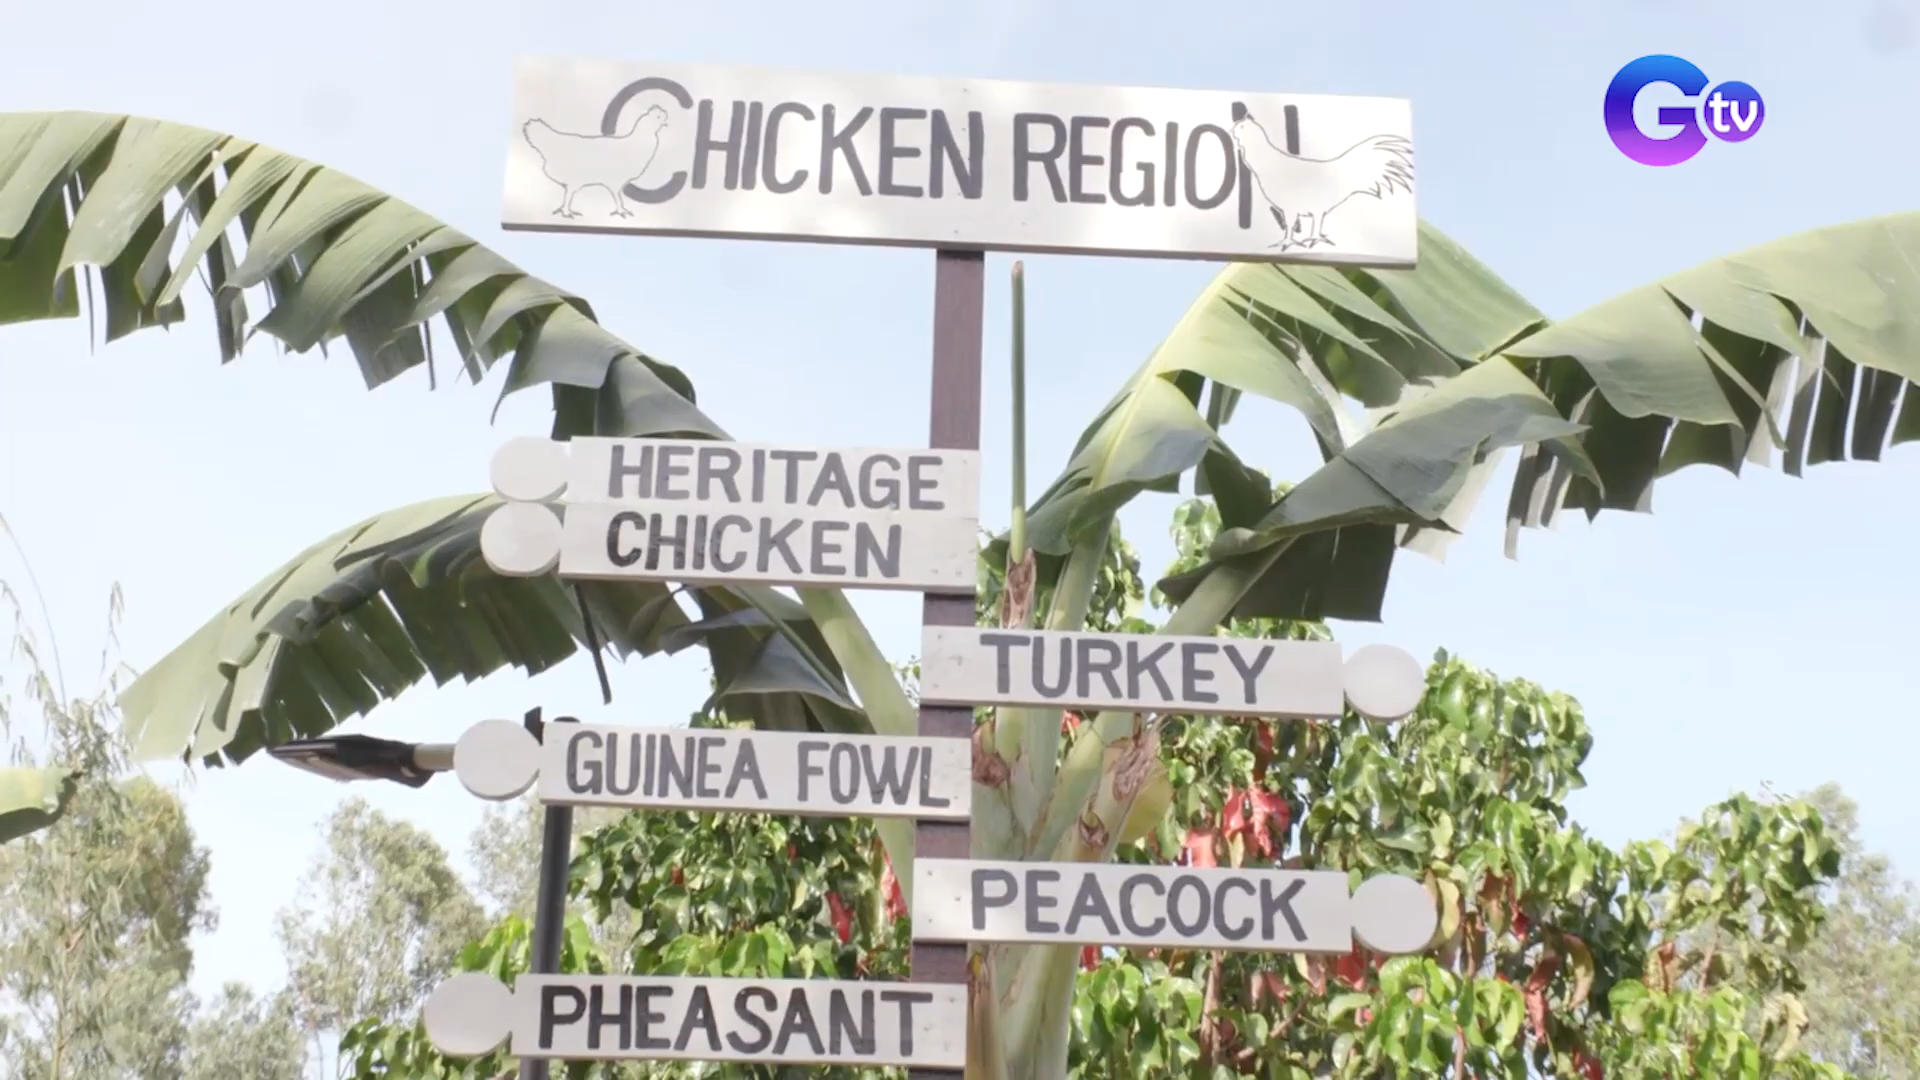 CHICKEN REGION
Gtv
HERITAGE
CHICKEN
TURKEY
GUINEA FOWL
PEACOCK
PHEASANT